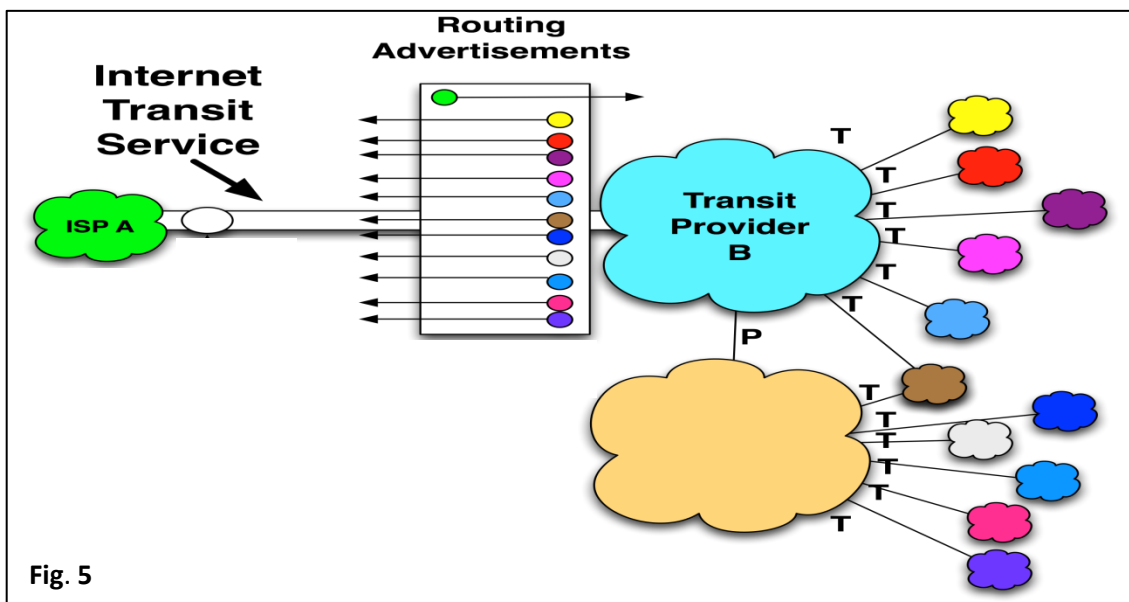 Routing
Advertisements
Internet
Transit
Service
ISP A
Transit
Provider
B
T
T
T
T
T
T
P
T
T
T
T
T
T
Fig. 5